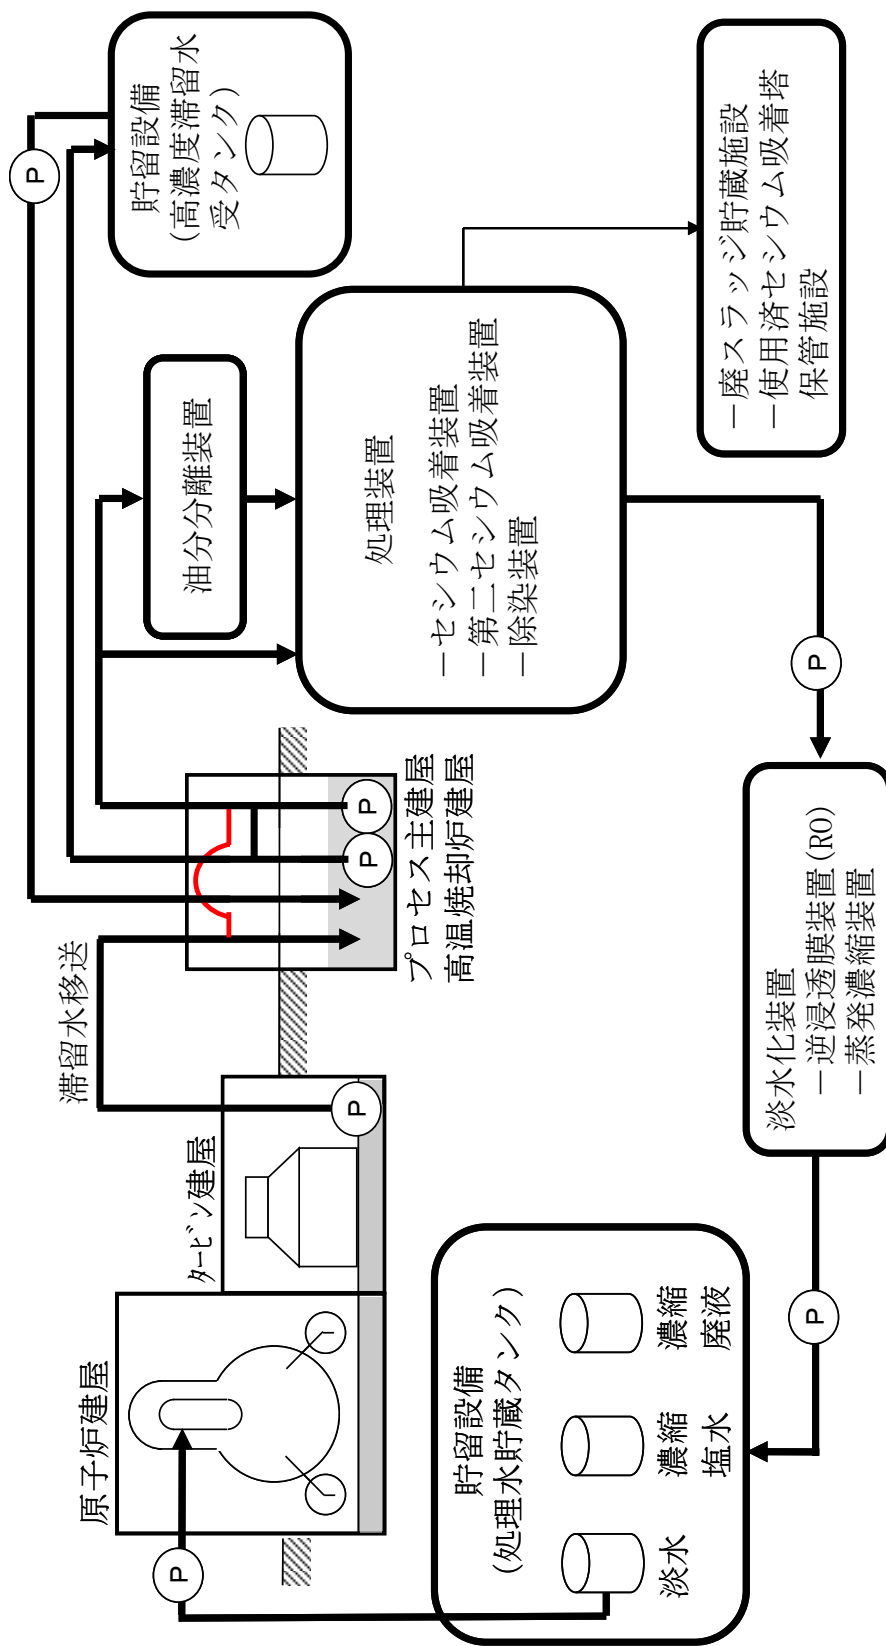 原子炉建屋
ﾀｰﾋﾞﾝ建屋
滞留水移送
プロセス主建屋
高温焼却炉建屋
油分分離装置
貯留設備
(高濃度滞留水
受タンク)
処理装置
－セシウム吸着装置
－第二セシウム吸着装置
－除染装置
－廃スラッジ貯蔵施設
－使用済セシウム吸着塔
保管施設
淡水化装置
－逆浸透膜装置(RO)
－蒸発濃縮装置
貯留設備
(処理水貯蔵タンク)
淡水
濃縮
塩水
濃縮
廃液
P
P
P
P
P
P
P